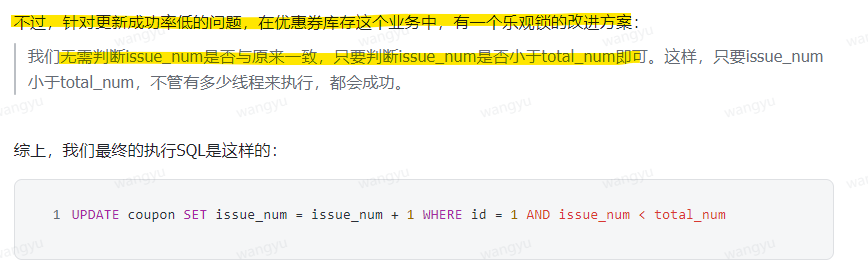 不过，针对更新成功率低的问题，在优惠券库存这个业务中，有一个乐观锁的改进方案：
我们无需判断issue_num是否与原来一致，只要判断issue_num是否小于total_num即可。这样，只要issue_num
小于total_num，不管有多少线程来执行，都会成功。
综上，我们最终的执行SQL是这样的：
1 UPDATE coupon SET issue_num = issue_num + 1 WHERE id = 1 AND issue_num < total_num
wangyu
wangyu
wangyu
wangyu
wangyu
wangyu
wangyu
wangyu
wangyu
wangyu
wangyu
wangyu
wangyu